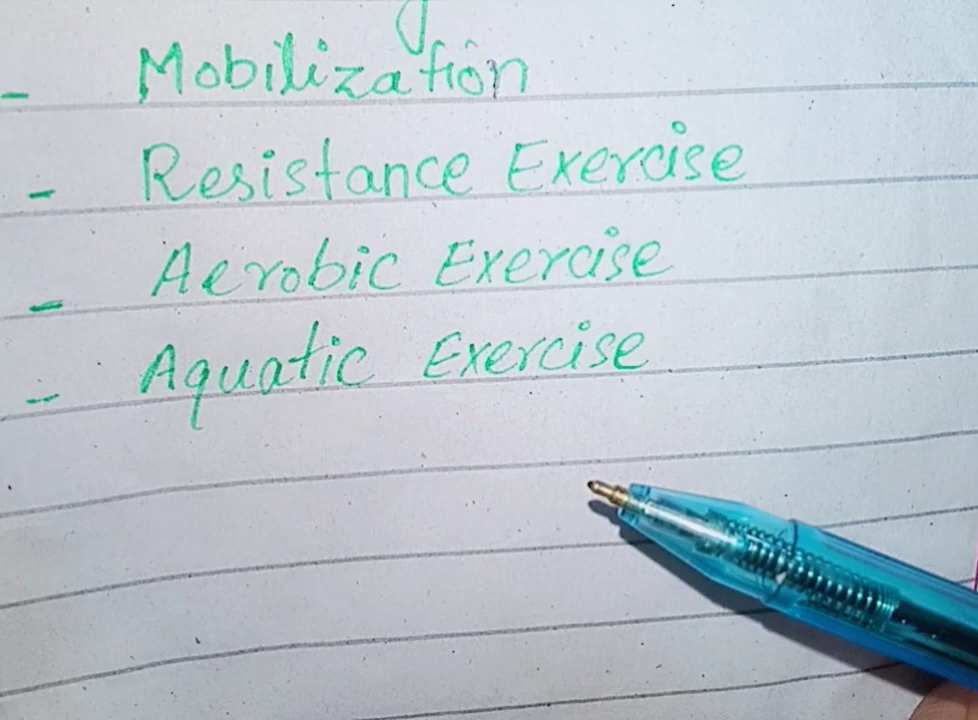 - Mobilization
- Resistance Exercise
- Aerobic Exercise
- Aquatic Exercise